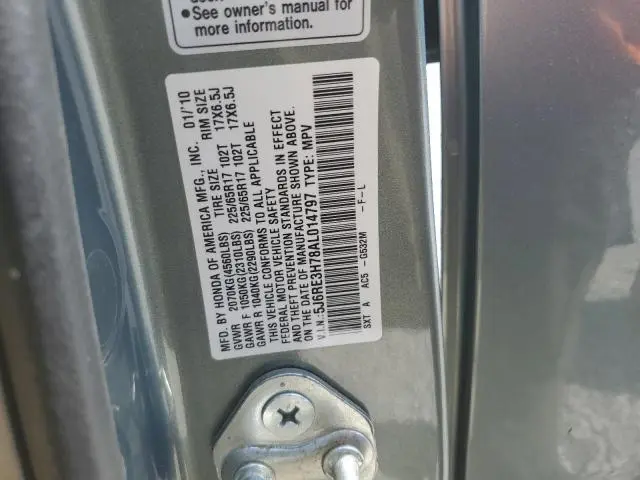 •See owner's manual for
more information.
MFD. BY HONDA OF AMERICA MFG., INC. 01/'10
TIRE SIZE RIM SIZE
GVWR 2070KG(4560LBS)
GAWR F 1050KG(2310LBS) 225/65R17 102T 17X6.5J
GAWR R 1040KG(2290LBS) 225/65R17 102T 17X6.5J
THIS VEHICLE CONFORMS TO ALL APPLICABLE
FEDERAL MOTOR VEHICLE SAFETY
AND THEFT PREVENTION STANDARDS IN EFFECT
ON THE DATE OF MANUFACTURE SHOWN ABOVE.
V.I.N.:5J6RE3H78AL014797 TYPE: MPV
SXT A AC5 -G532M -F-L